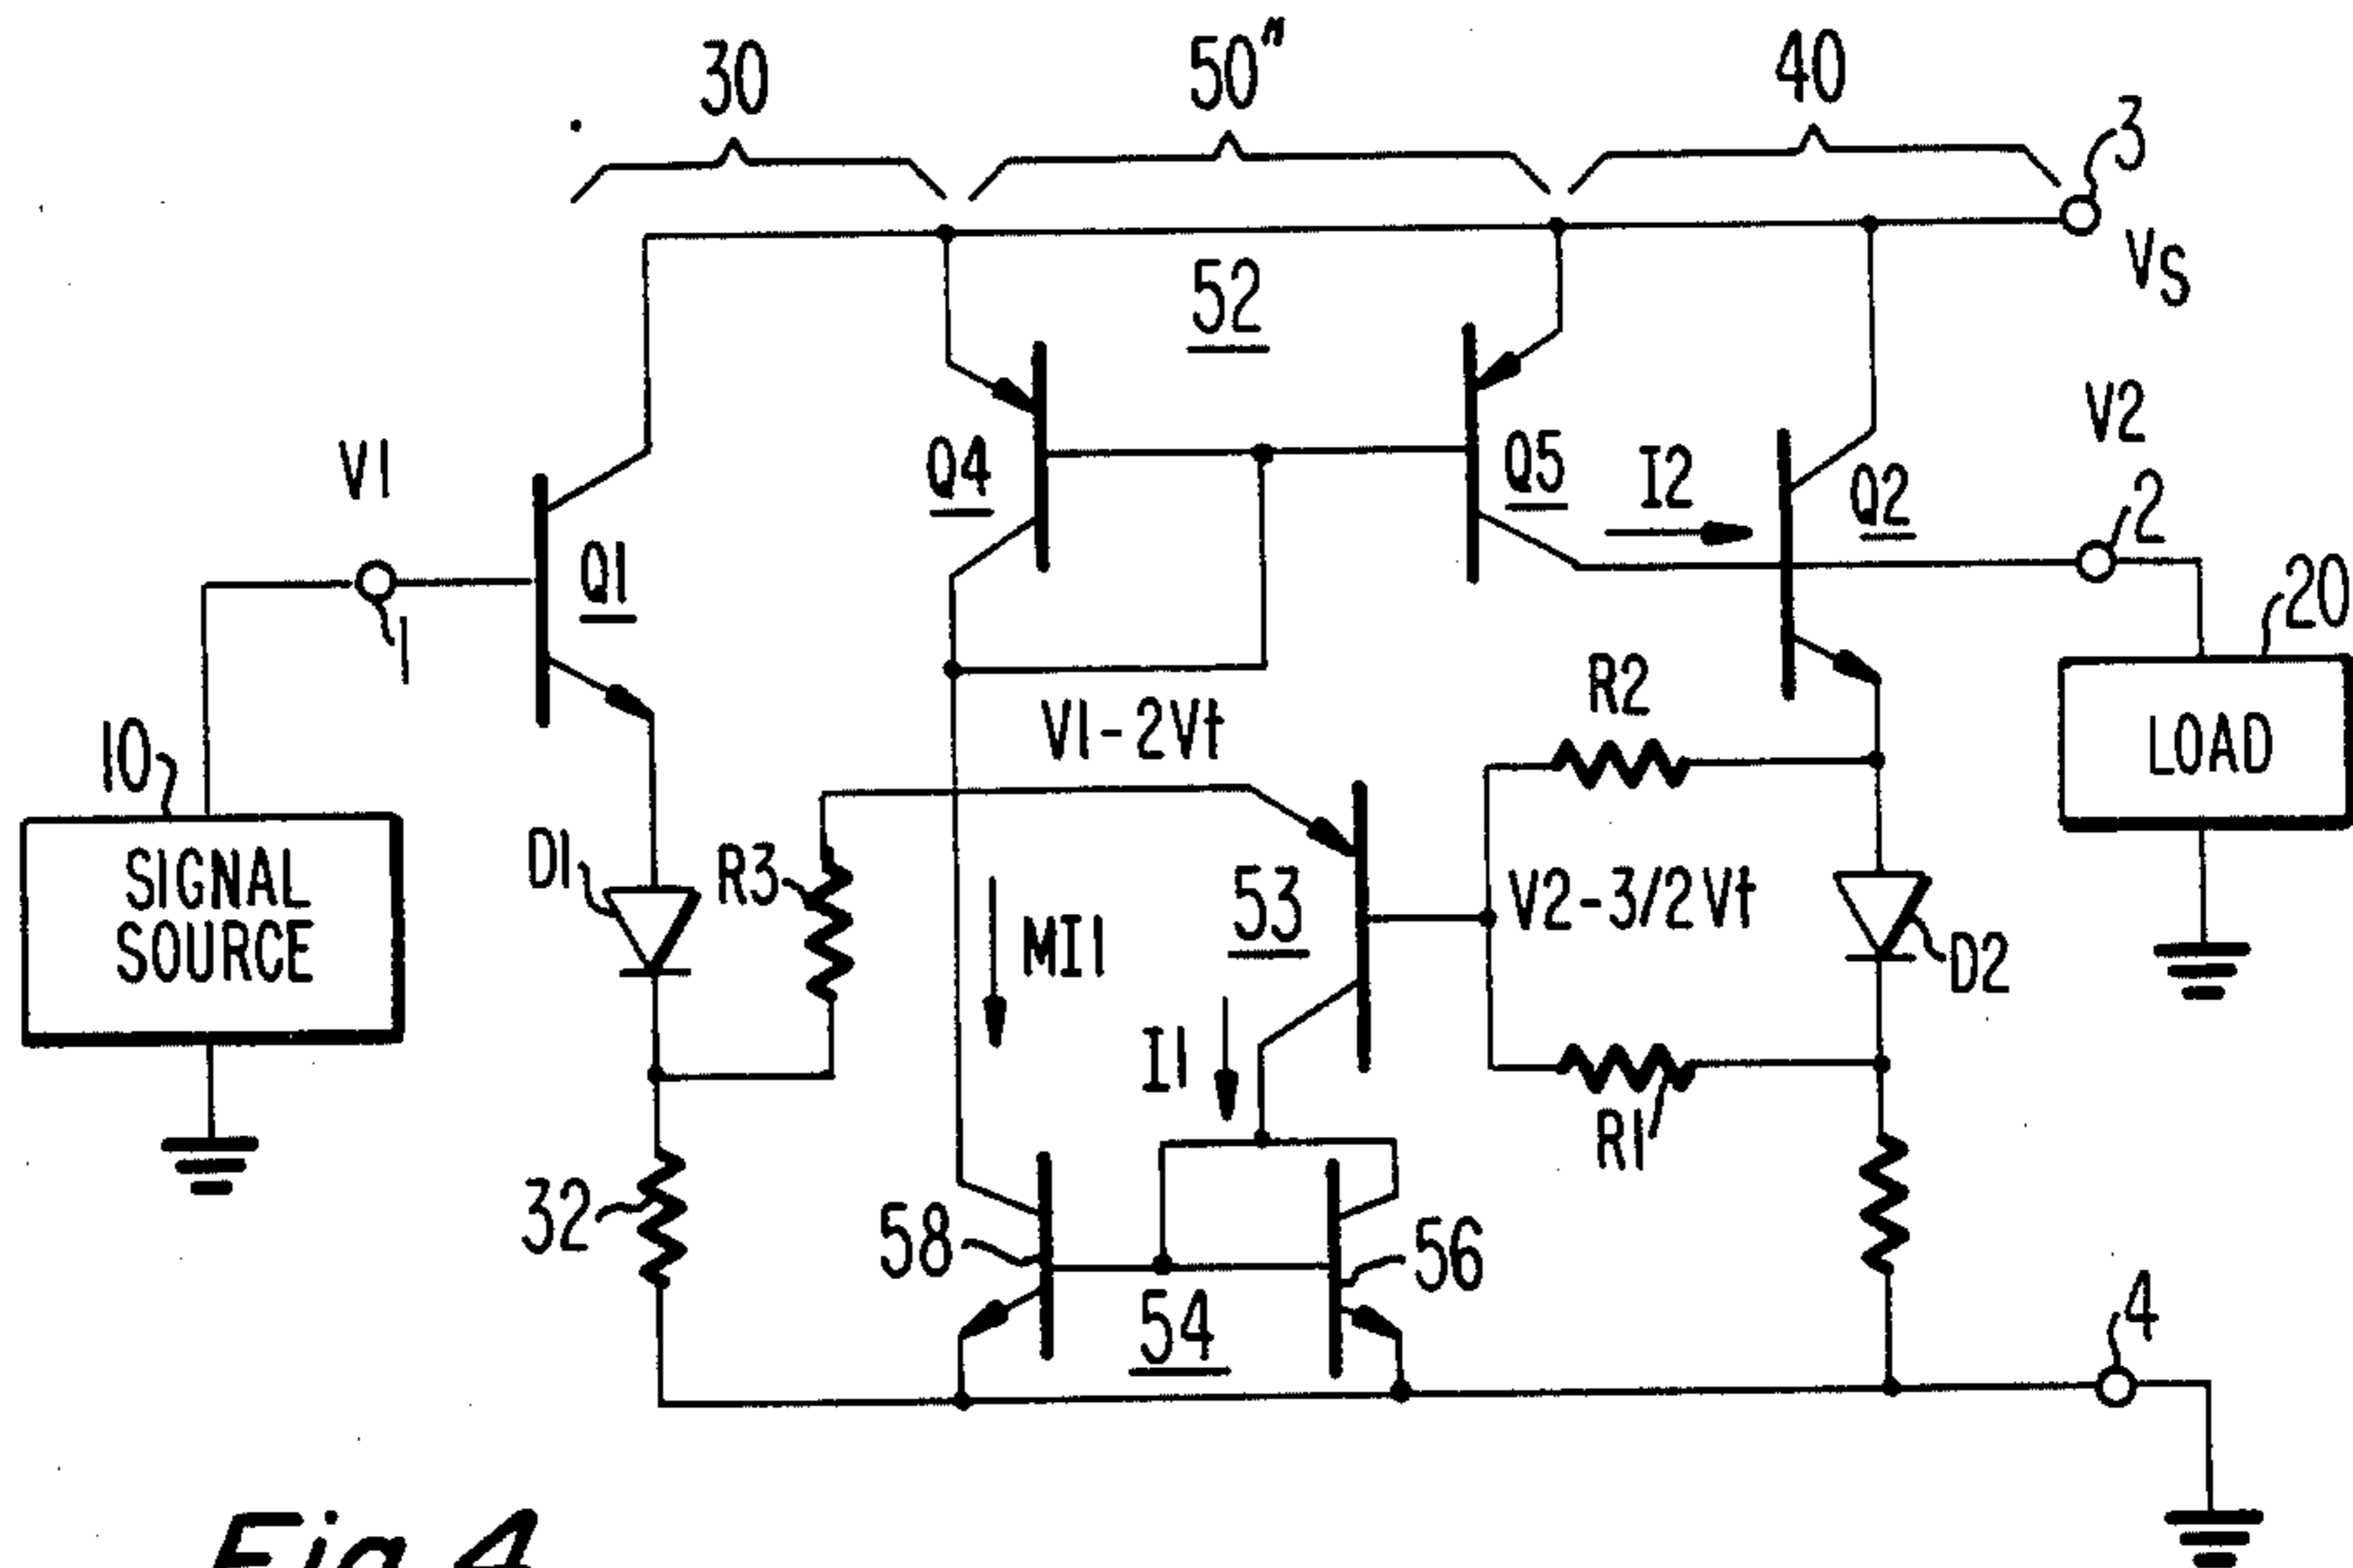 30
50"
40
3
VS
52
V1
Q4
Q5
I2
Q2
V2
2
Q1
1
20
R2
10
V1-2Vt
LOAD
SIGNAL
SOURCE
D1
R3
MI1
53
V2-3/2Vt
D2
I1
R1'
32
58
56
54
4
Fig. 4